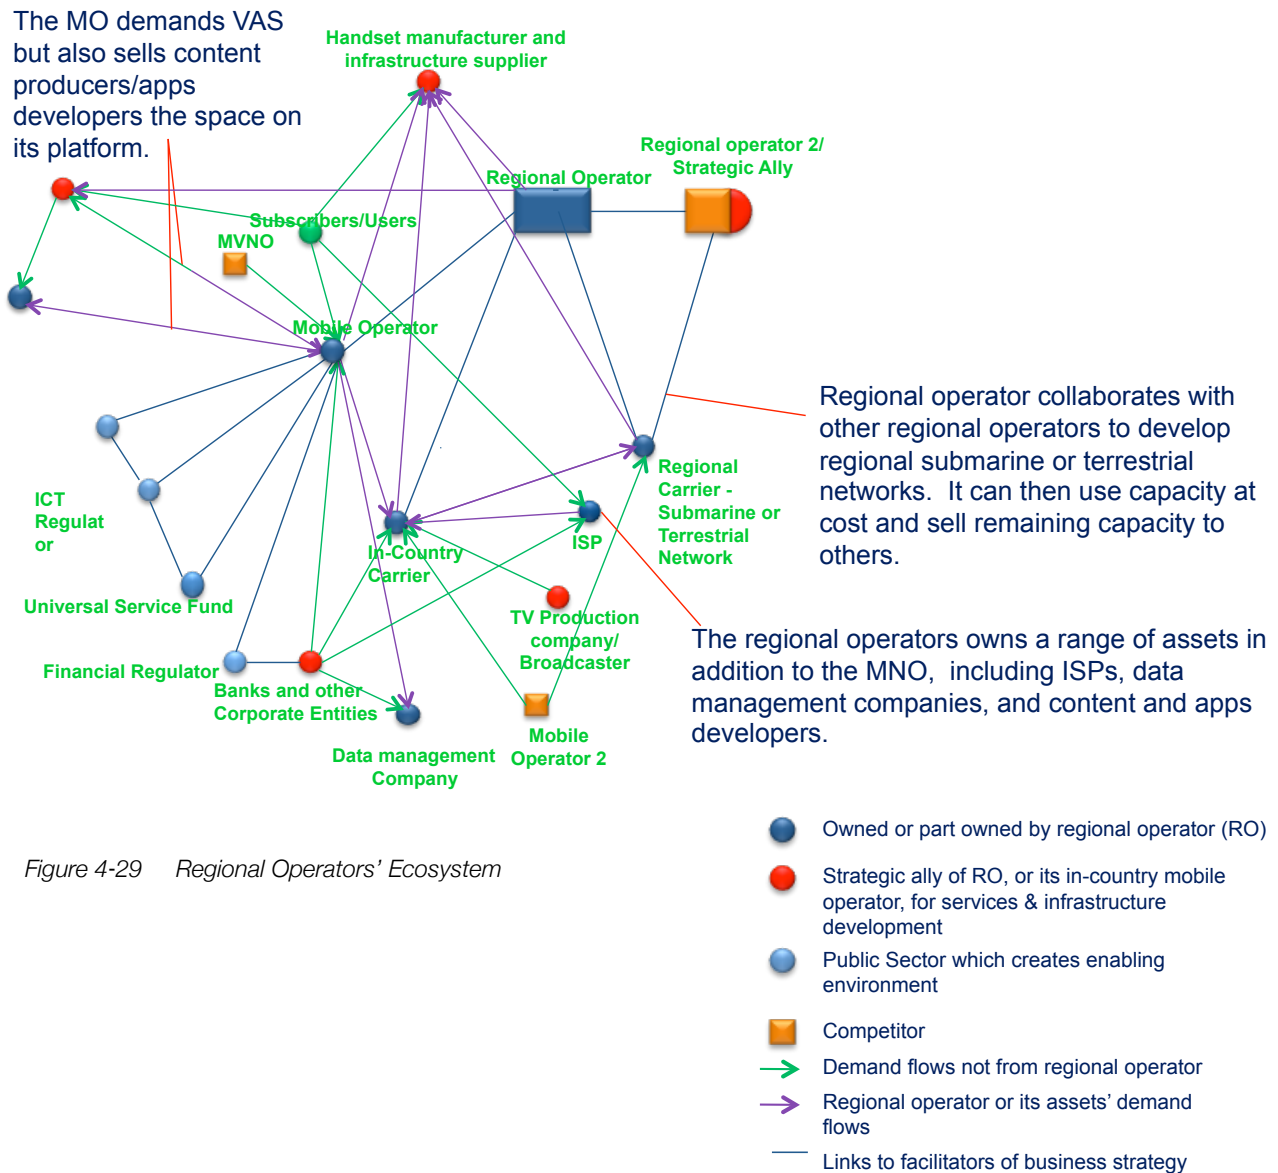 The MO demands VAS
but also sells content
producers/apps
developers the space on
its platform.
Handset manufacturer and
infrastructure supplier
Regional operator 2/
Strategic Ally
Regional Operator
Subscribers/Users
MVNO
Mobile Operator
Regional operator collaborates with
other regional operators to develop
regional submarine or terrestrial
networks. It can then use capacity at
cost and sell remaining capacity to
others.
Regional
Carrier -
Submarine or
Terrestrial
Network
ICT
Regulat
or
ISP
In-Country
Carrier
Universal Service Fund
TV Production
company/
Broadcaster
The regional operators owns a range of assets in
addition to the MNO, including ISPs, data
management companies, and content and apps
developers.
Financial Regulator
Banks and other
Corporate Entities
Mobile
Operator 2
Data management
Company
Owned or part owned by regional operator (RO)
Figure 4-29 Regional Operators' Ecosystem
Strategic ally of RO, or its in-country mobile
operator, for services & infrastructure
development
Public Sector which creates enabling
environment
Competitor
Demand flows not from regional operator
Regional operator or its assets' demand
flows
Links to facilitators of business strategy